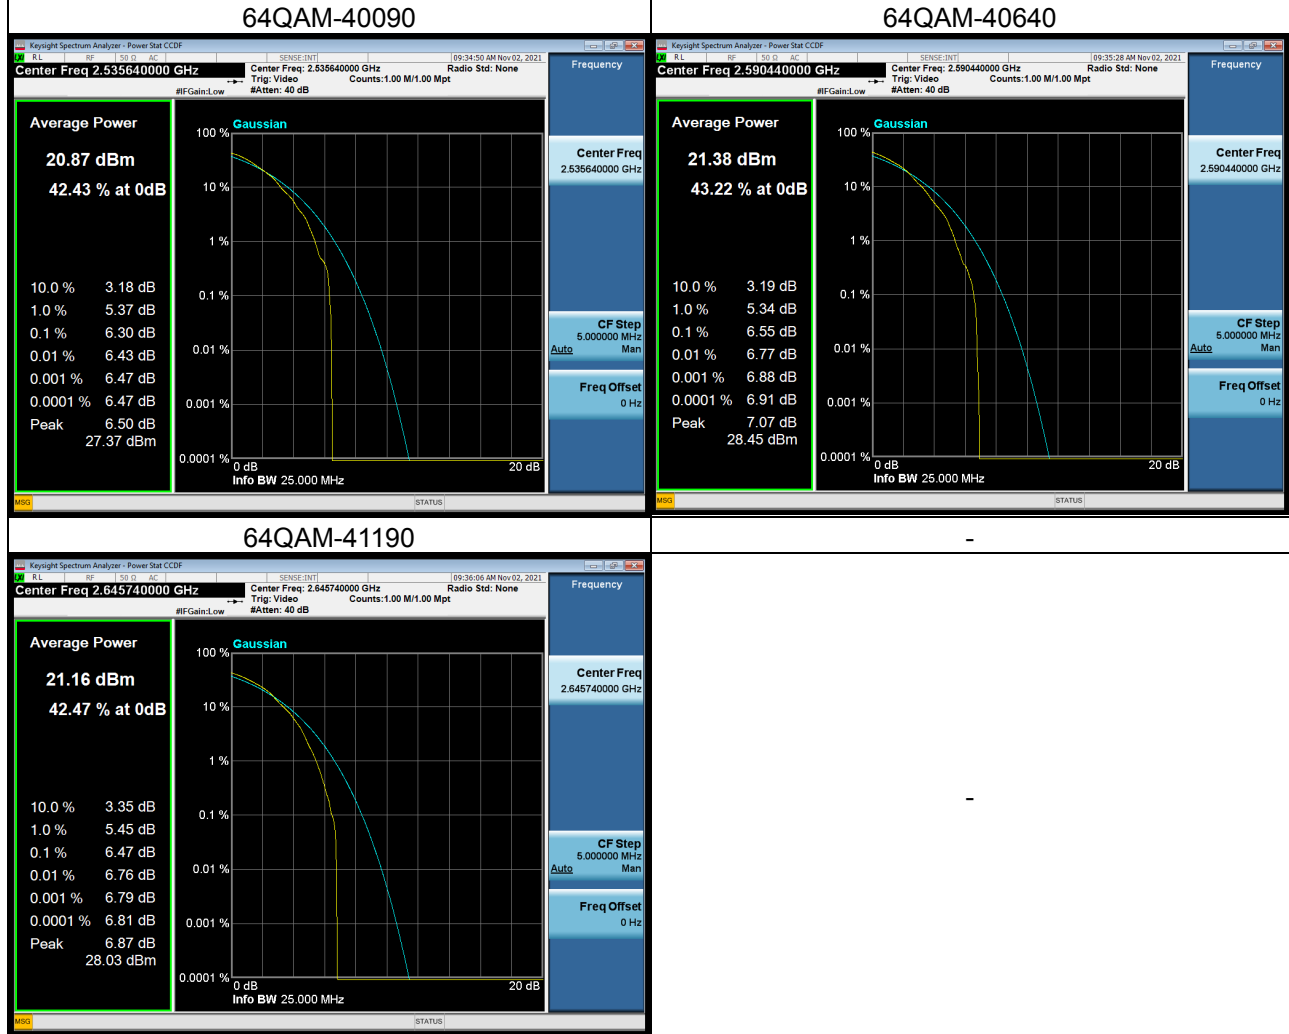 64QAM-40090
64QAM-40640
Keysight Spectrum Analyzer - Power Stat CCDF
RL RF 50 Ω AC SENSE:INT 09:34:50 AM Nov 02, 2021
Center Freq 2.535640000 GHz
Center Freq: 2.535640000 GHz Radio Std: None
Trig: Video Counts:1.00 M/1.00 Mpt
#IFGain:Low #Atten: 40 dB
Frequency
Average Power
20.87 dBm
42.43 % at 0dB
10.0 % 3.18 dB
1.0 % 5.37 dB
0.1 % 6.30 dB
0.01 % 6.43 dB
0.001 % 6.47 dB
0.0001 % 6.47 dB
Peak 6.50 dB
27.37 dBm
Gaussian
100 %
10 %
1 %
0.1 %
0.01 %
0.001 %
0.0001 %
0 dB 20 dB
Info BW 25.000 MHz
Center Freq
2.535640000 GHz
CF Step
5.000000 MHz
Auto Man
Freq Offset
0 Hz
MSG STATUS
Keysight Spectrum Analyzer - Power Stat CCDF
RL RF 50 Ω AC SENSE:INT 09:35:28 AM Nov 02, 2021
Center Freq 2.590440000 GHz
Center Freq: 2.590440000 GHz Radio Std: None
Trig: Video Counts:1.00 M/1.00 Mpt
#IFGain:Low #Atten: 40 dB
Frequency
Average Power
21.38 dBm
43.22 % at 0dB
10.0 % 3.19 dB
1.0 % 5.34 dB
0.1 % 6.55 dB
0.01 % 6.77 dB
0.001 % 6.88 dB
0.0001 % 6.91 dB
Peak 7.07 dB
28.45 dBm
Gaussian
100 %
10 %
1 %
0.1 %
0.01 %
0.001 %
0.0001 %
0 dB 20 dB
Info BW 25.000 MHz
Center Freq
2.590440000 GHz
CF Step
5.000000 MHz
Auto Man
Freq Offset
0 Hz
MSG STATUS
64QAM-41190
-
Keysight Spectrum Analyzer - Power Stat CCDF
RL RF 50 Ω AC SENSE:INT 09:36:06 AM Nov 02, 2021
Center Freq 2.645740000 GHz
Center Freq: 2.645740000 GHz Radio Std: None
Trig: Video Counts:1.00 M/1.00 Mpt
#IFGain:Low #Atten: 40 dB
Frequency
Average Power
21.16 dBm
42.47 % at 0dB
10.0 % 3.35 dB
1.0 % 5.45 dB
0.1 % 6.47 dB
0.01 % 6.76 dB
0.001 % 6.79 dB
0.0001 % 6.81 dB
Peak 6.87 dB
28.03 dBm
Gaussian
100 %
10 %
1 %
0.1 %
0.01 %
0.001 %
0.0001 %
0 dB 20 dB
Info BW 25.000 MHz
Center Freq
2.645740000 GHz
CF Step
5.000000 MHz
Auto Man
Freq Offset
0 Hz
MSG STATUS
-